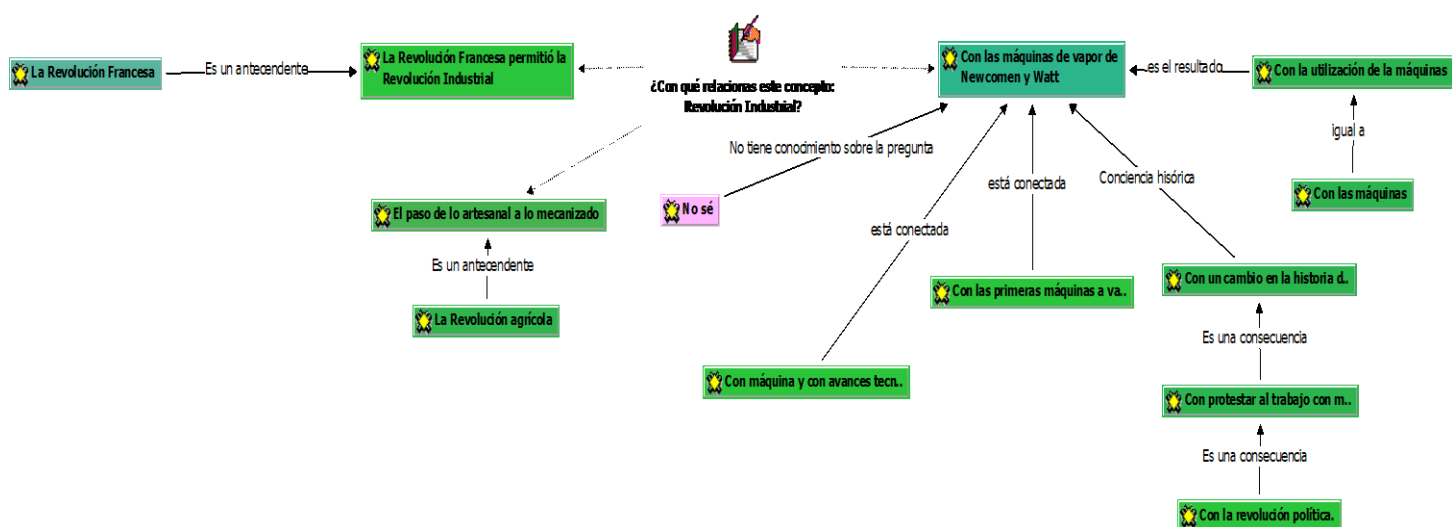 La Revolución Francesa
Es un antecedente
La Revolución Francesa permitió la
Revolución Industrial
¿Con qué relacionas este concepto:
Revolución Industrial?
Con las máquinas de vapor de
Newcomen y Watt
es el resultado
Con la utilización de la máquinas
igual a
Con las máquinas
No tiene conocimiento sobre la pregunta
No sé
está conectada
Conciencia hisórica
El paso de lo artesanal a lo mecanizado
está conectada
Es un antecedente
La Revolución agrícola
Con las primeras máquinas a va..
Con un cambio en la historia d..
Es una consecuencia
Con máquina y con avances tecn..
Con protestar al trabajo con m..
Es una consecuencia
Con la revolución política.